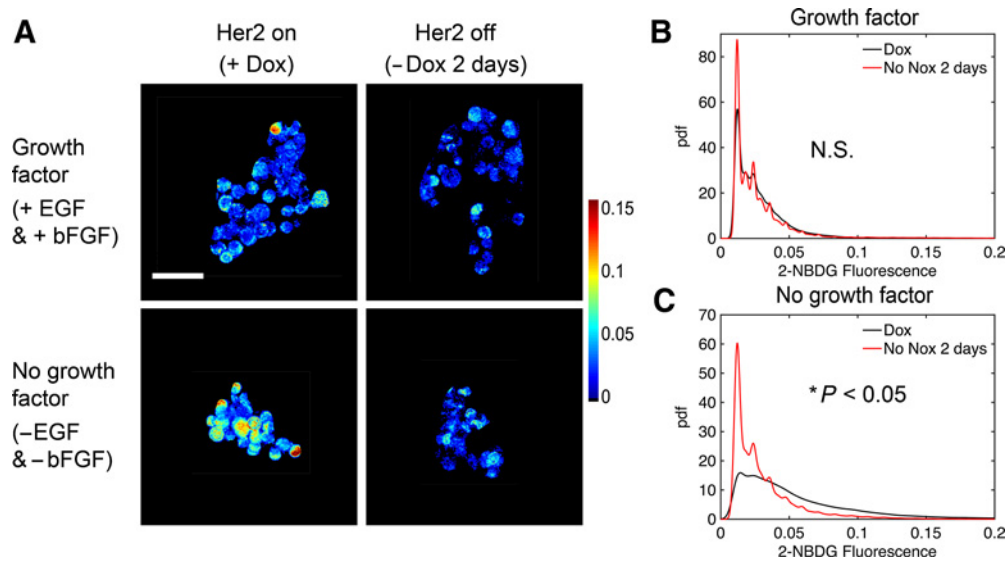 A
Her2 on
(+ Dox)
Her2 off
(– Dox 2 days)
Growth
factor
(+ EGF
& + bFGF)
No growth
factor
(–EGF
& – bFGF)
0.15
0.1
0.05
0
B
Growth factor
Dox
No Nox 2 days
N.S.
pdf
80
60
40
20
0
0
0.05
0.1
0.15
0.2
2-NBDG Fluorescence
C
No growth factor
Dox
No Nox 2 days
*P < 0.05
pdf
70
60
50
40
30
20
10
0
0
0.05
0.1
0.15
0.2
2-NBDG Fluorescence